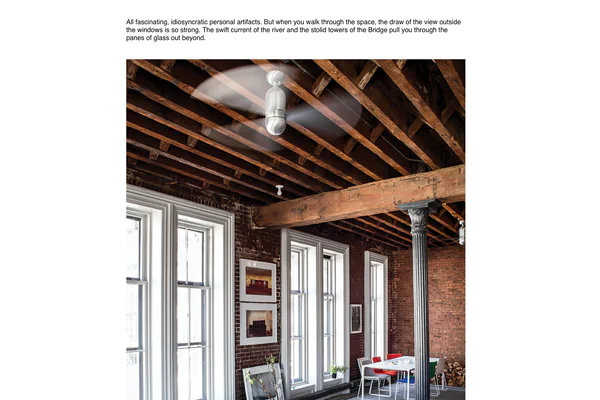 All fascinating, idiosyncratic personal artifacts. But when you walk through the space, the draw of the view outside
the windows is so strong. The swift current of the river and the stolid towers of the Bridge pull you through the
panes of glass out beyond.